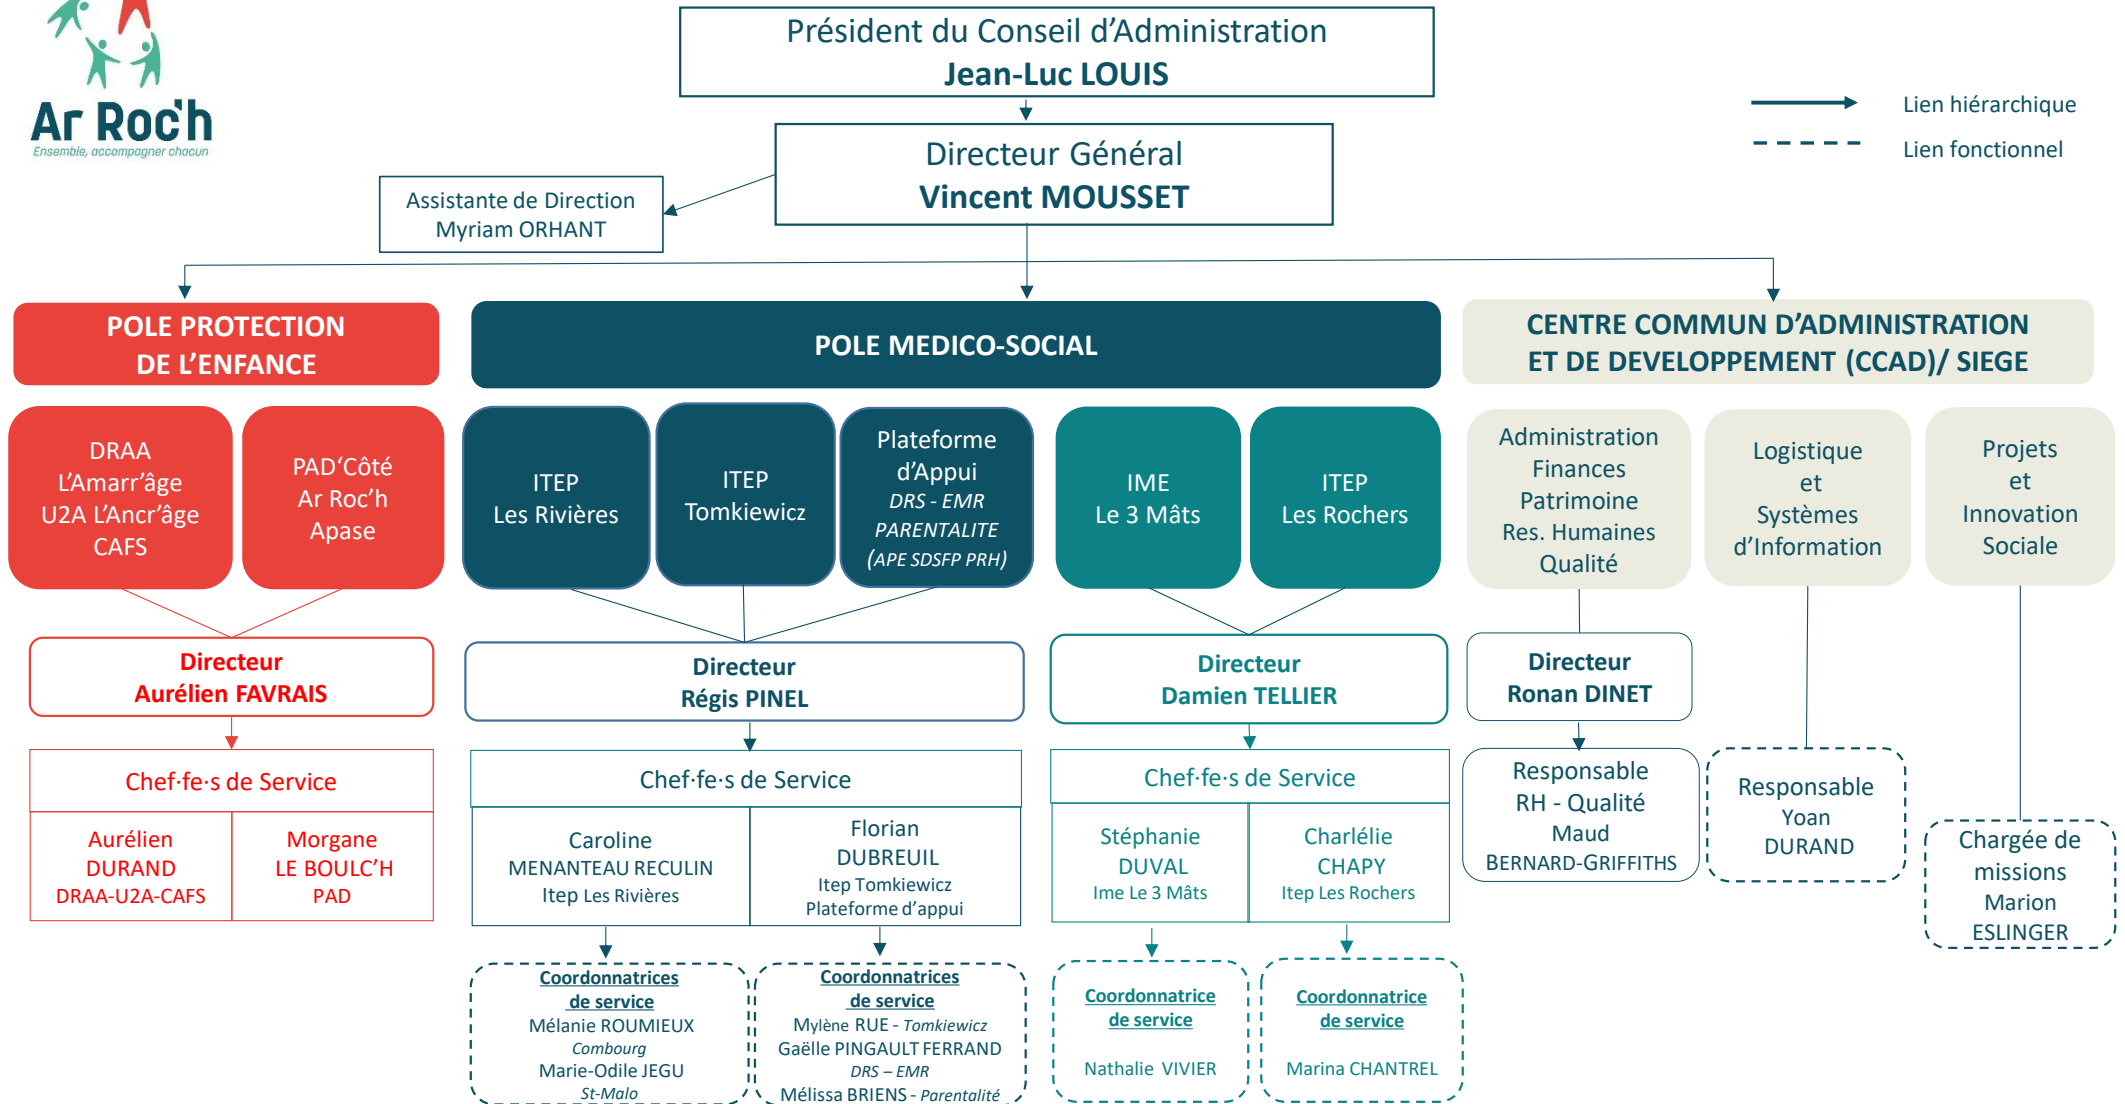 Ar Roc'h
Ensemble, accompagner chacun
Président du Conseil d'Administration
Jean-Luc LOUIS
Lien hiérarchique
Lien fonctionnel
Directeur Général
Vincent MOUSSET
Assistante de Direction
Myriam ORHANT
POLE PROTECTION
DE L'ENFANCE
POLE MEDICO-SOCIAL
CENTRE COMMUN D'ADMINISTRATION
ET DE DEVELOPPEMENT (CCAD)/ SIEGE
DRAA
L'Amarr'âge
U2A L'Ancr'âge
CAFS
PAD‘Côté
Ar Roc'h
Apase
ITEP
Les Rivières
ITEP
Tomkiewicz
Plateforme
d'Appui
DRS - EMR
PARENTALITE
(APE SDSFP PRH)
IME
Le 3 Mâts
ITEP
Les Rochers
Administration
Finances
Patrimoine
Res. Humaines
Qualité
Logistique
et
Systèmes
d'Information
Projets
et
Innovation
Sociale
Directeur
Aurélien FAVRAIS
Directeur
Régis PINEL
Directeur
Damien TELLIER
Directeur
Ronan DINET
Chef·fe·s de Service
Aurélien
DURAND
DRAA-U2A-CAFS
Morgane
LE BOULC'H
PAD
Chef·fe·s de Service
Caroline
MENANTEAU RECULIN
Itep Les Rivières
Florian
DUBREUIL
Itep Tomkiewicz
Plateforme d'appui
Chef·fe·s de Service
Stéphanie
DUVAL
Ime Le 3 Mâts
Charlélie
CHAPY
Itep Les Rochers
Responsable
RH - Qualité
Maud
BERNARD-GRIFFITHS
Responsable
Yoan
DURAND
Chargée de
missions
Marion
ESLINGER
Coordonnatrices
de service
Mélanie ROUMIEUX
Combourg
Marie-Odile JEGU
St-Malo
Coordonnatrices
de service
Mylène RUE - Tomkiewicz
Gaëlle PINGAULT FERRAND
DRS – EMR
Mélissa BRIENS - Parentalité
Coordonnatrice
de service
Nathalie VIVIER
Coordonnatrice
de service
Marina CHANTREL